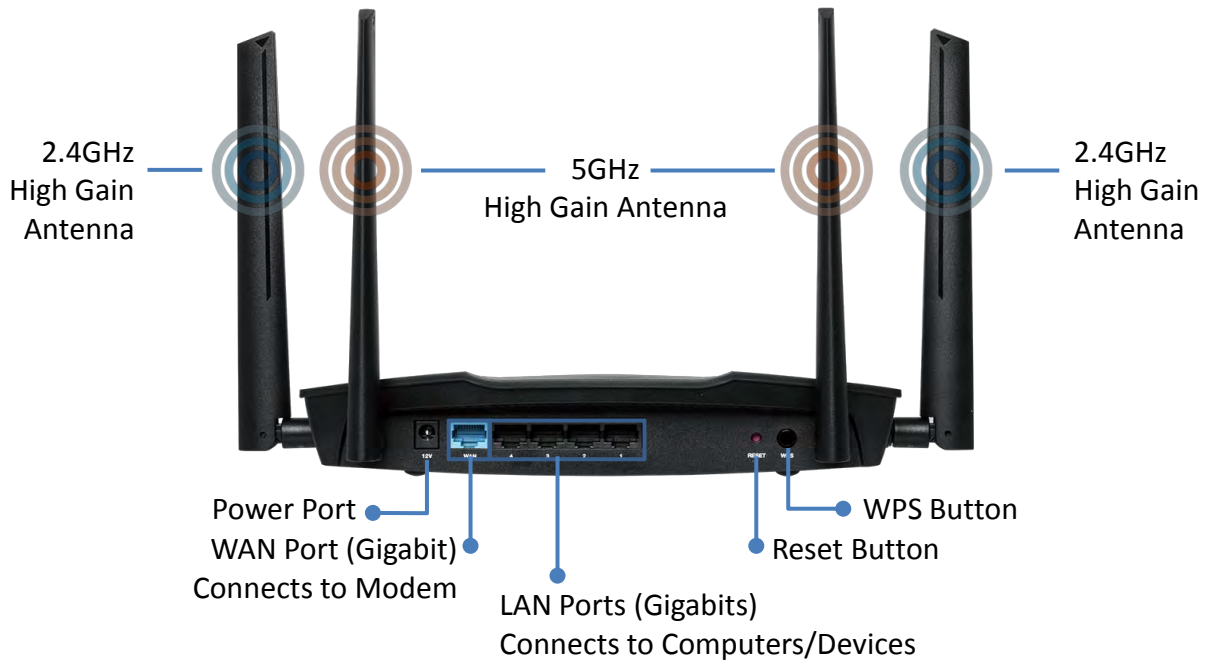 2.4GHz
High Gain
Antenna
5GHz
High Gain Antenna
2.4GHz
High Gain
Antenna
12V
WAN
4
3
2
1
RESET
WPS
Power Port
WAN Port (Gigabit)
Connects to Modem
LAN Ports (Gigabits)
Connects to Computers/Devices
Reset Button
WPS Button